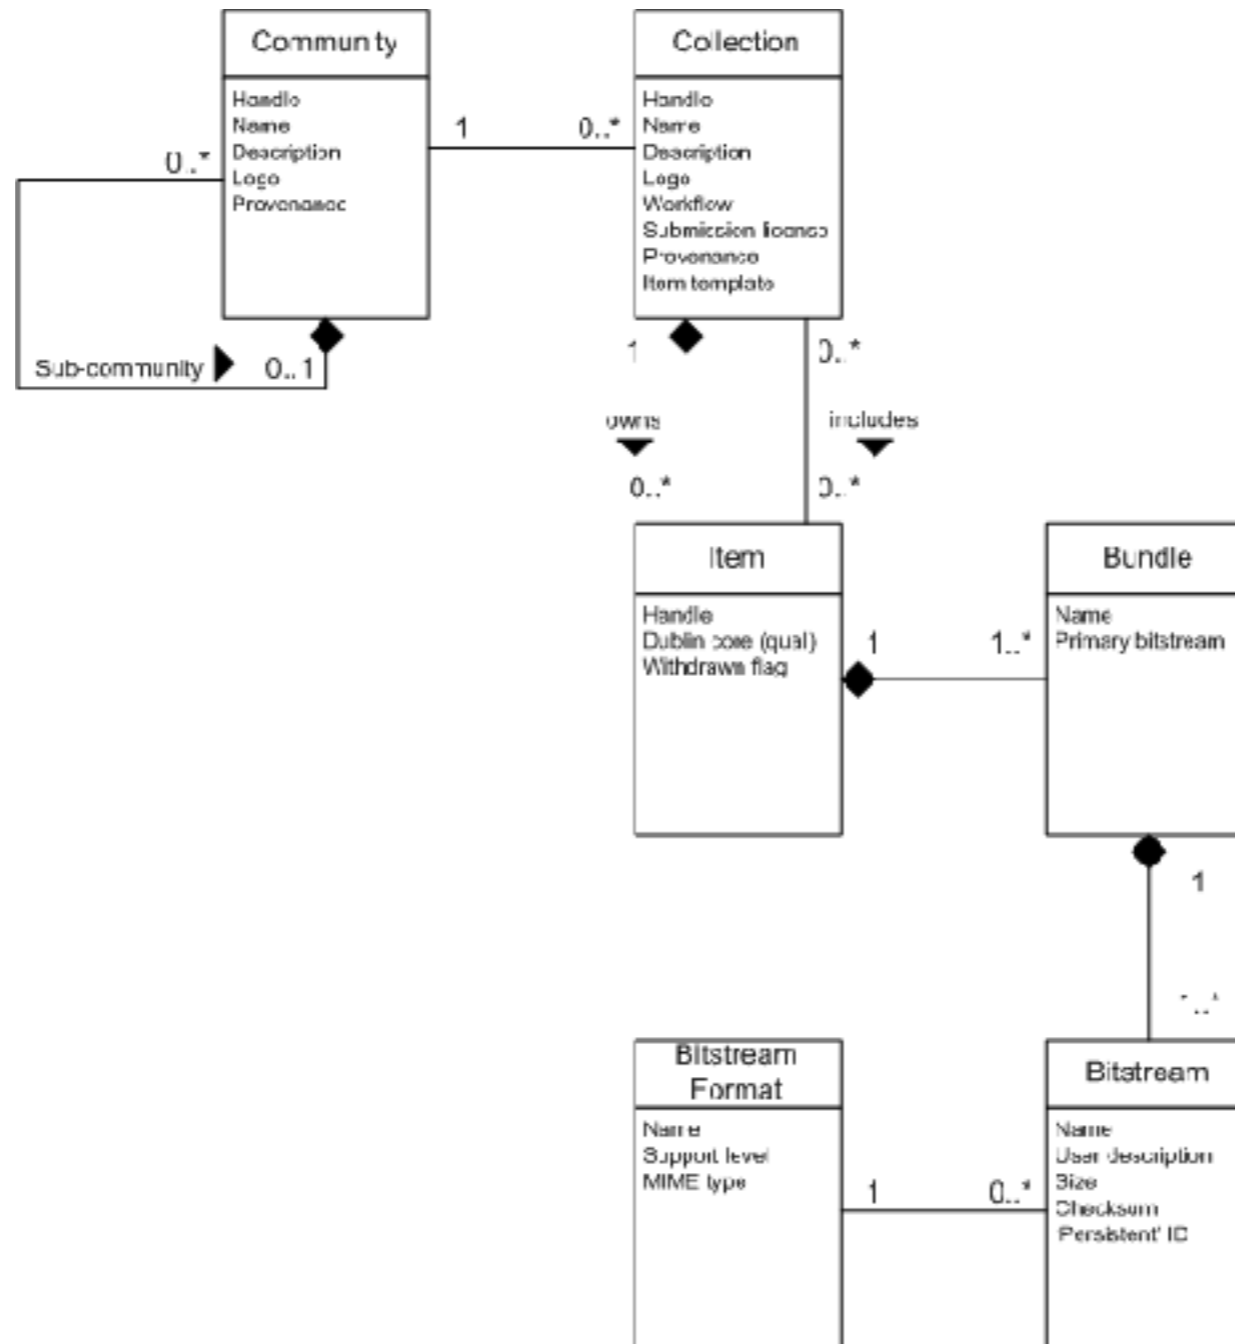 Community
Handle
Name
Description
Logo
Provenance
0..*
Sub-community
0..1
1
0..*
Collection
Handle
Name
Description
Logo
Workflow
Submission license
Provenance
Item template
1
0..*
owns
includes
0..*
0..*
Item
Handle
Dublin core (qual)
Withdrawn flag
1
1..*
Bundle
Name
Primary bitstream
1
1..*
Bitstream
Format
Name
Support level
MIME type
1
0..*
Bitstream
Name
User description
Size
Checksum
'Persistent' ID